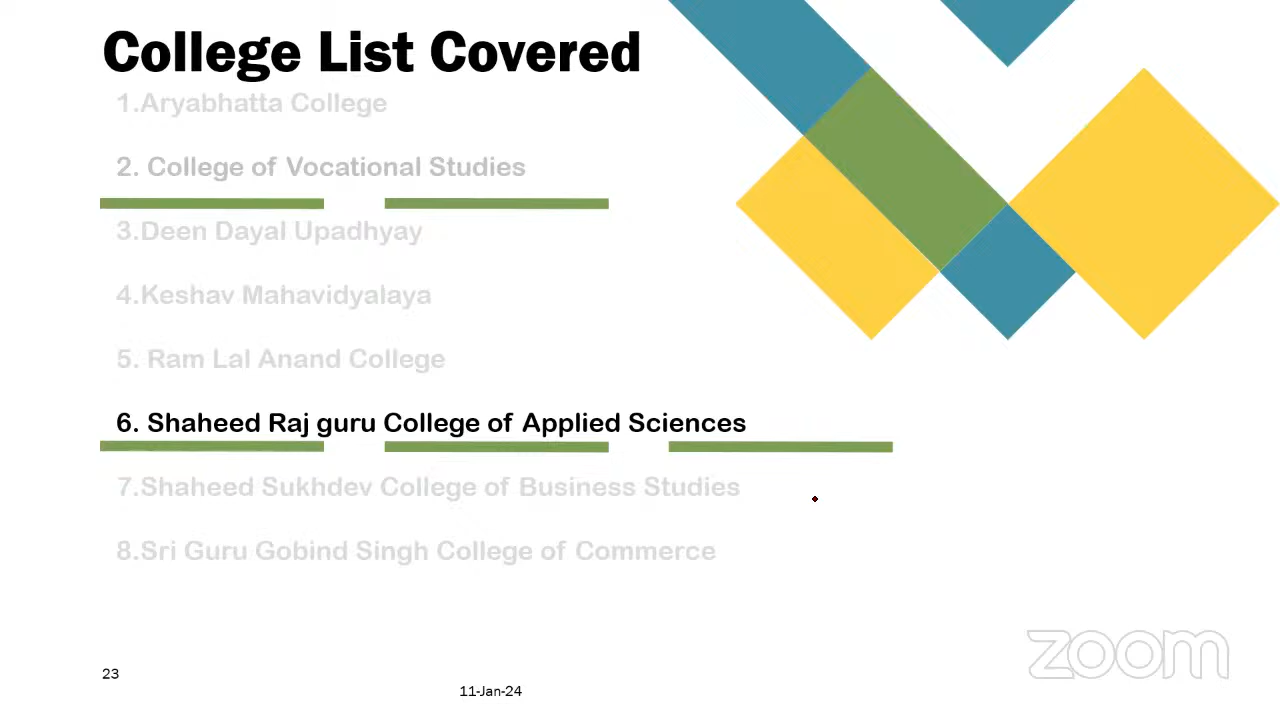 College List Covered
1.Aryabhatta College
2. College of Vocational Studies
3.Deen Dayal Upadhyay
4.Keshav Mahavidyalaya
5. Ram Lal Anand College
6. Shaheed Raj guru College of Applied Sciences
7.Shaheed Sukhdev College of Business Studies
8.Sri Guru Gobind Singh College of Commerce
zoom
23
11-Jan-24